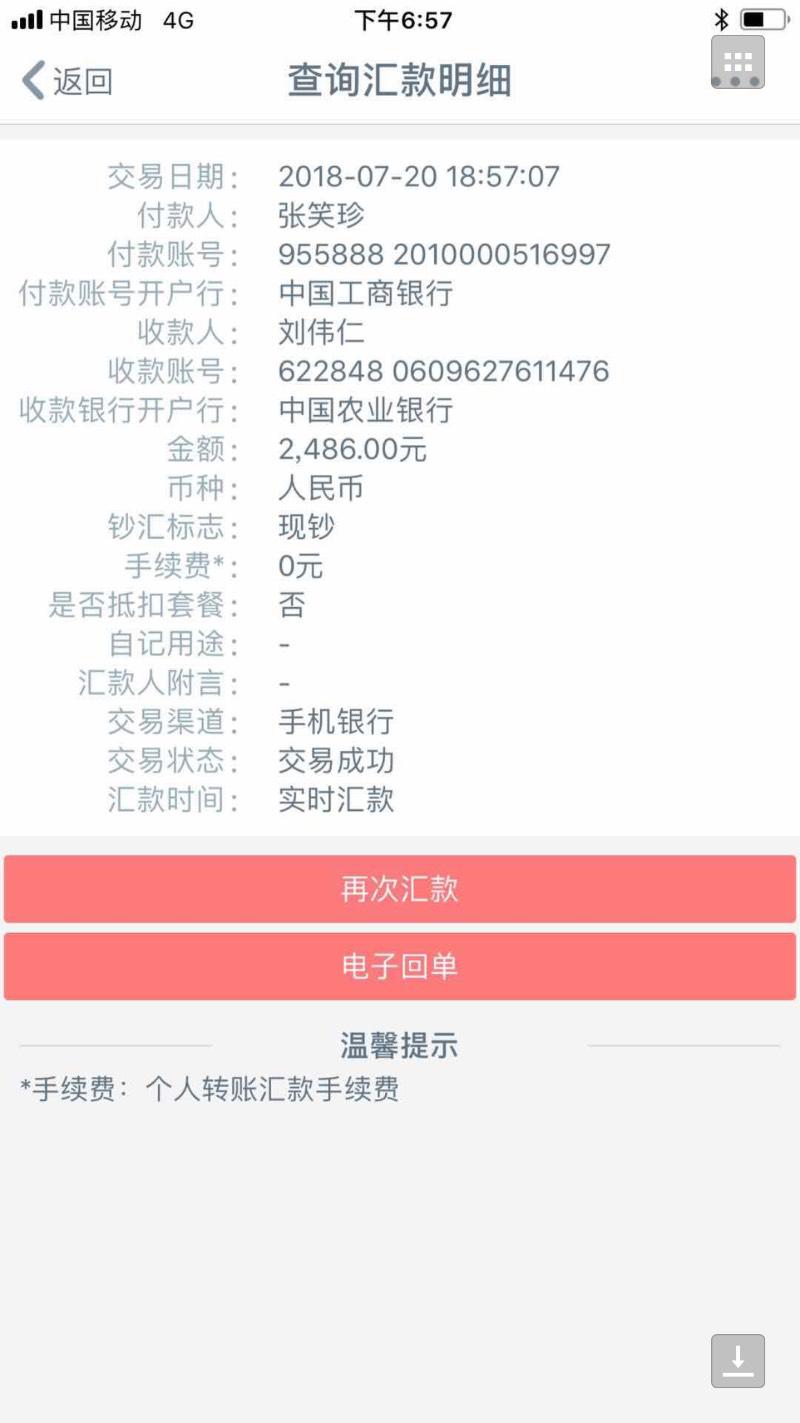 中国移动 4G 下午6:57
返回 查询汇款明细
交易日期： 2018-07-20 18:57:07
付款人： 张笑珍
付款账号： 955888 2010000516997
付款账号开户行： 中国工商银行
收款人： 刘伟仁
收款账号： 622848 0609627611476
收款银行开户行： 中国农业银行
金额： 2,486.00元
币种： 人民币
钞汇标志： 现钞
手续费*： 0元
是否抵扣套餐： 否
自记用途： -
汇款人附言： -
交易渠道： 手机银行
交易状态： 交易成功
汇款时间： 实时汇款
再次汇款
电子回单
温馨提示
*手续费：个人转账汇款手续费